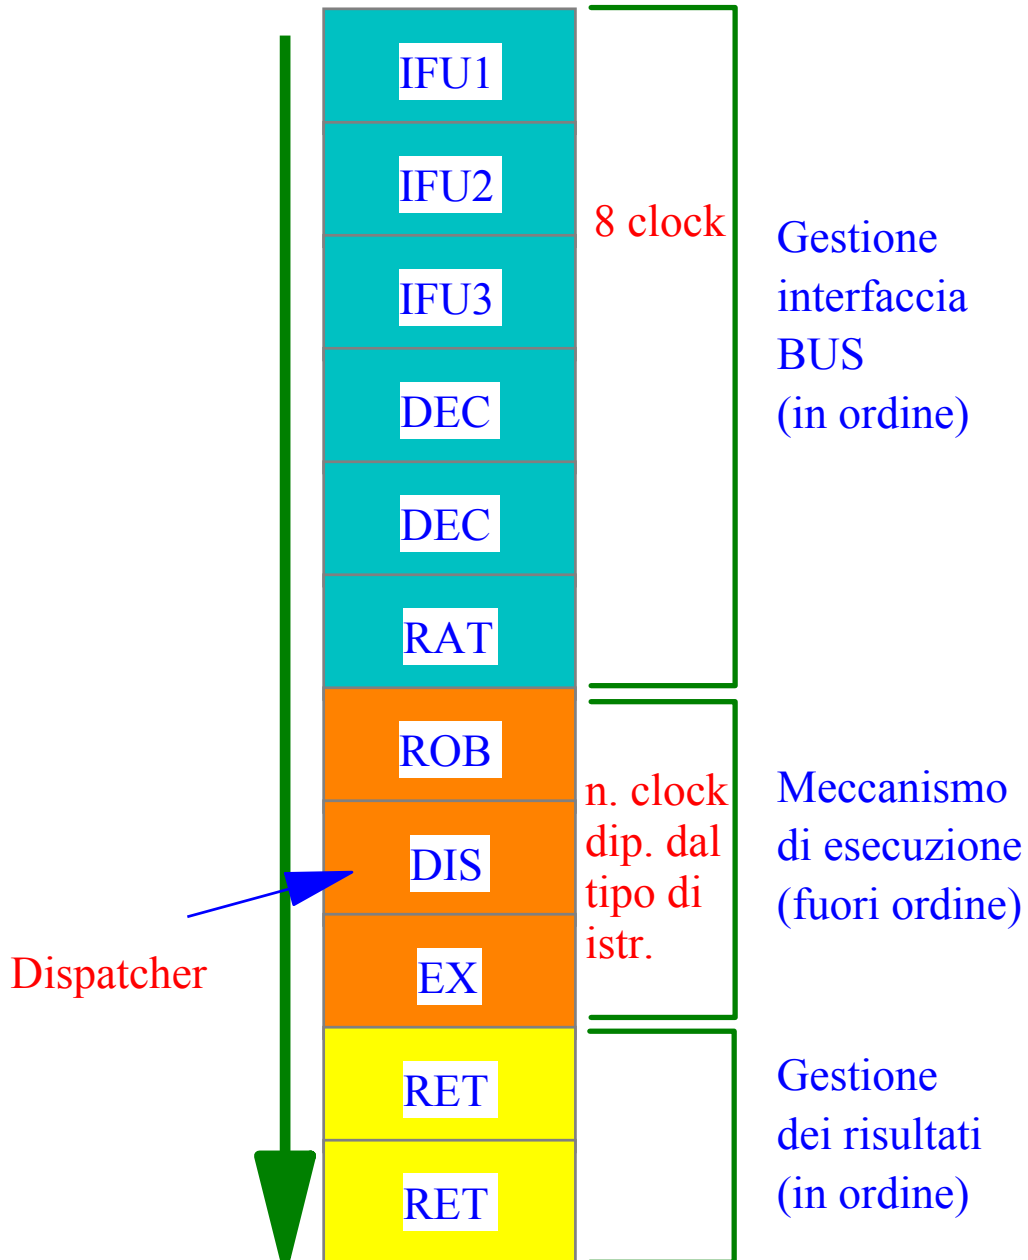 IFU1
IFU2
IFU3
DEC
DEC
RAT
8 clock
Gestione
interfaccia
BUS
(in ordine)
ROB
DIS
EX
Dispatcher
n. clock
dip. dal
tipo di
istr.
Meccanismo
di esecuzione
(fuori ordine)
RET
RET
Gestione
dei risultati
(in ordine)